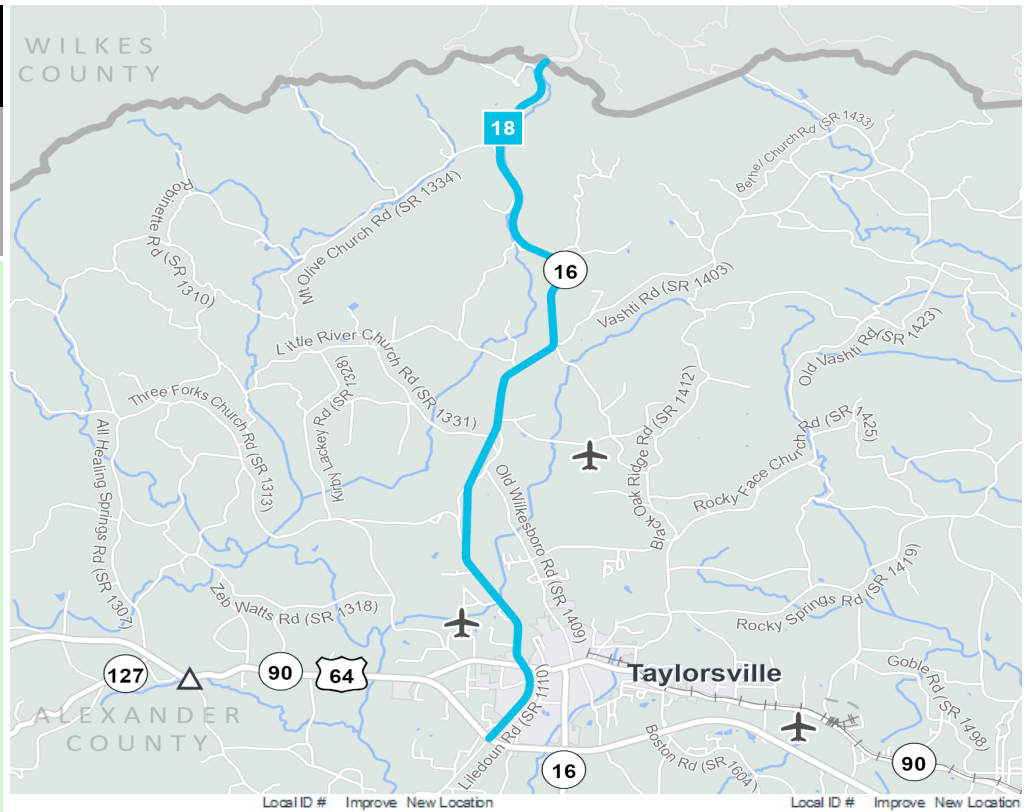 WILKES
COUNTY
18
Bethel Church Rd (SR 1433)
Robinette Rd (SR 1310)
Mt Olive Church Rd (SR 1334)
16
Vashti Rd (SR 1403)
Little River Church Rd (SR 1331)
Old Vashti Rd (SR 1423)
Kirby Lackey Rd (SR 1328)
Three Forks Church Rd (SR 1313)
Black Oak Ridge Rd (SR 1412)
Rocky Face Church Rd (SR 1425)
All Healing Springs Rd (SR 1307)
Old Wilkesboro Rd (SR 1409)
Zeb Watts Rd (SR 1318)
Rocky Springs Rd (SR 1419)
127
90
64
Taylorsville
Goble Rd (SR 1498)
ALEXANDER
COUNTY
Liledoun Rd (SR 1110)
Boston Rd (SR 1604)
16
90
Local ID # Improve New Location
Local ID # Improve New Location